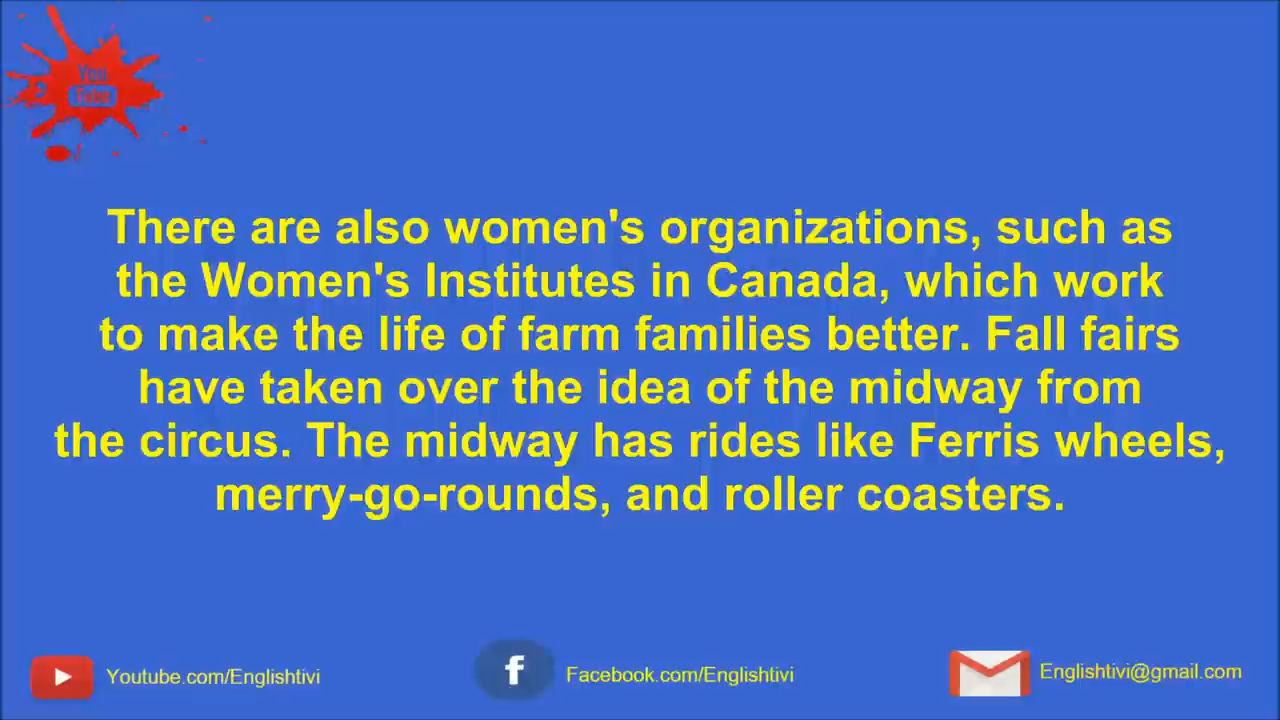 You
Tube
There are also women's organizations, such as
the Women's Institutes in Canada, which work
to make the life of farm families better. Fall fairs
have taken over the idea of the midway from
the circus. The midway has rides like Ferris wheels,
merry-go-rounds, and roller coasters.
Youtube.com/Englishtivi
f
Facebook.com/Englishtivi
Englishtivi@gmail.com